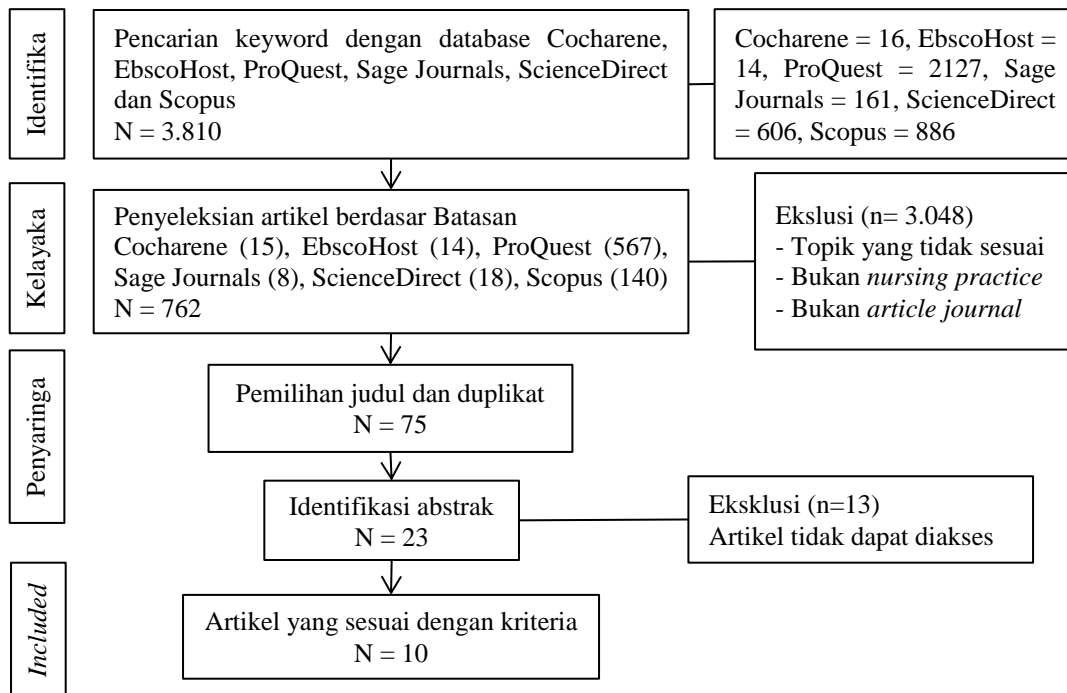 Identifika
Pencarian keyword dengan database Cocharene,
EbscoHost, ProQuest, Sage Journals, ScienceDirect
dan Scopus
N = 3.810
Cocharene = 16, EbscoHost =
14, ProQuest = 2127, Sage
Journals = 161, ScienceDirect
= 606, Scopus = 886
Kelayaka
Penyeleksian artikel berdasar Batasan
Cocharene (15), EbscoHost (14), ProQuest (567),
Sage Journals (8), ScienceDirect (18), Scopus (140)
N = 762
Ekslusi (n= 3.048)
- Topik yang tidak sesuai
- Bukan nursing practice
- Bukan article journal
Penyaringa
Pemilihan judul dan duplikat
N = 75
Identifikasi abstrak
N = 23
Eksklusi (n=13)
Artikel tidak dapat diakses
Included
Artikel yang sesuai dengan kriteria
N = 10